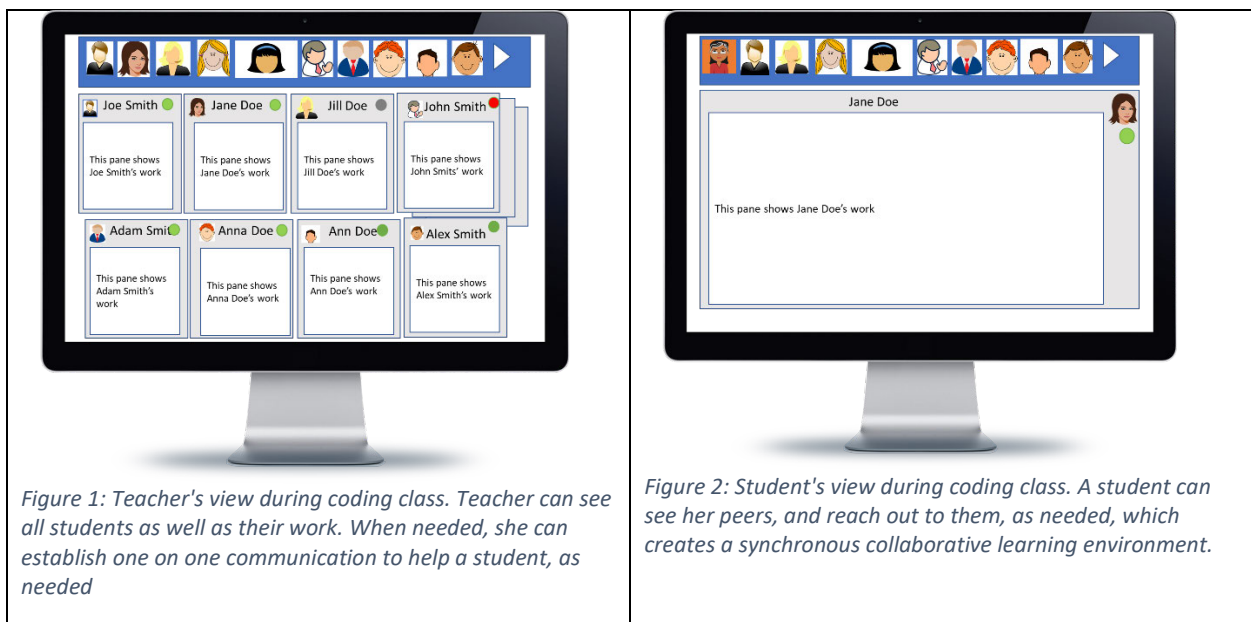 Joe Smith
Jane Doe
Jill Doe
John Smith
This pane shows
Joe Smith's work
This pane shows
Jane Doe's work
This pane shows
Jill Doe's work
This pane shows
John Smits' work
Adam Smit
Anna Doe
Ann Doe
Alex Smith
This pane shows
Adam Smith's
work
This pane shows
Anna Doe's work
This pane shows
Ann Doe's work
This pane shows
Alex Smith's work
Figure 1: Teacher's view during coding class. Teacher can see
all students as well as their work. When needed, she can
establish one on one communication to help a student, as
needed
Jane Doe
This pane shows Jane Doe's work
Figure 2: Student's view during coding class. A student can
see her peers, and reach out to them, as needed, which
creates a synchronous collaborative learning environment.